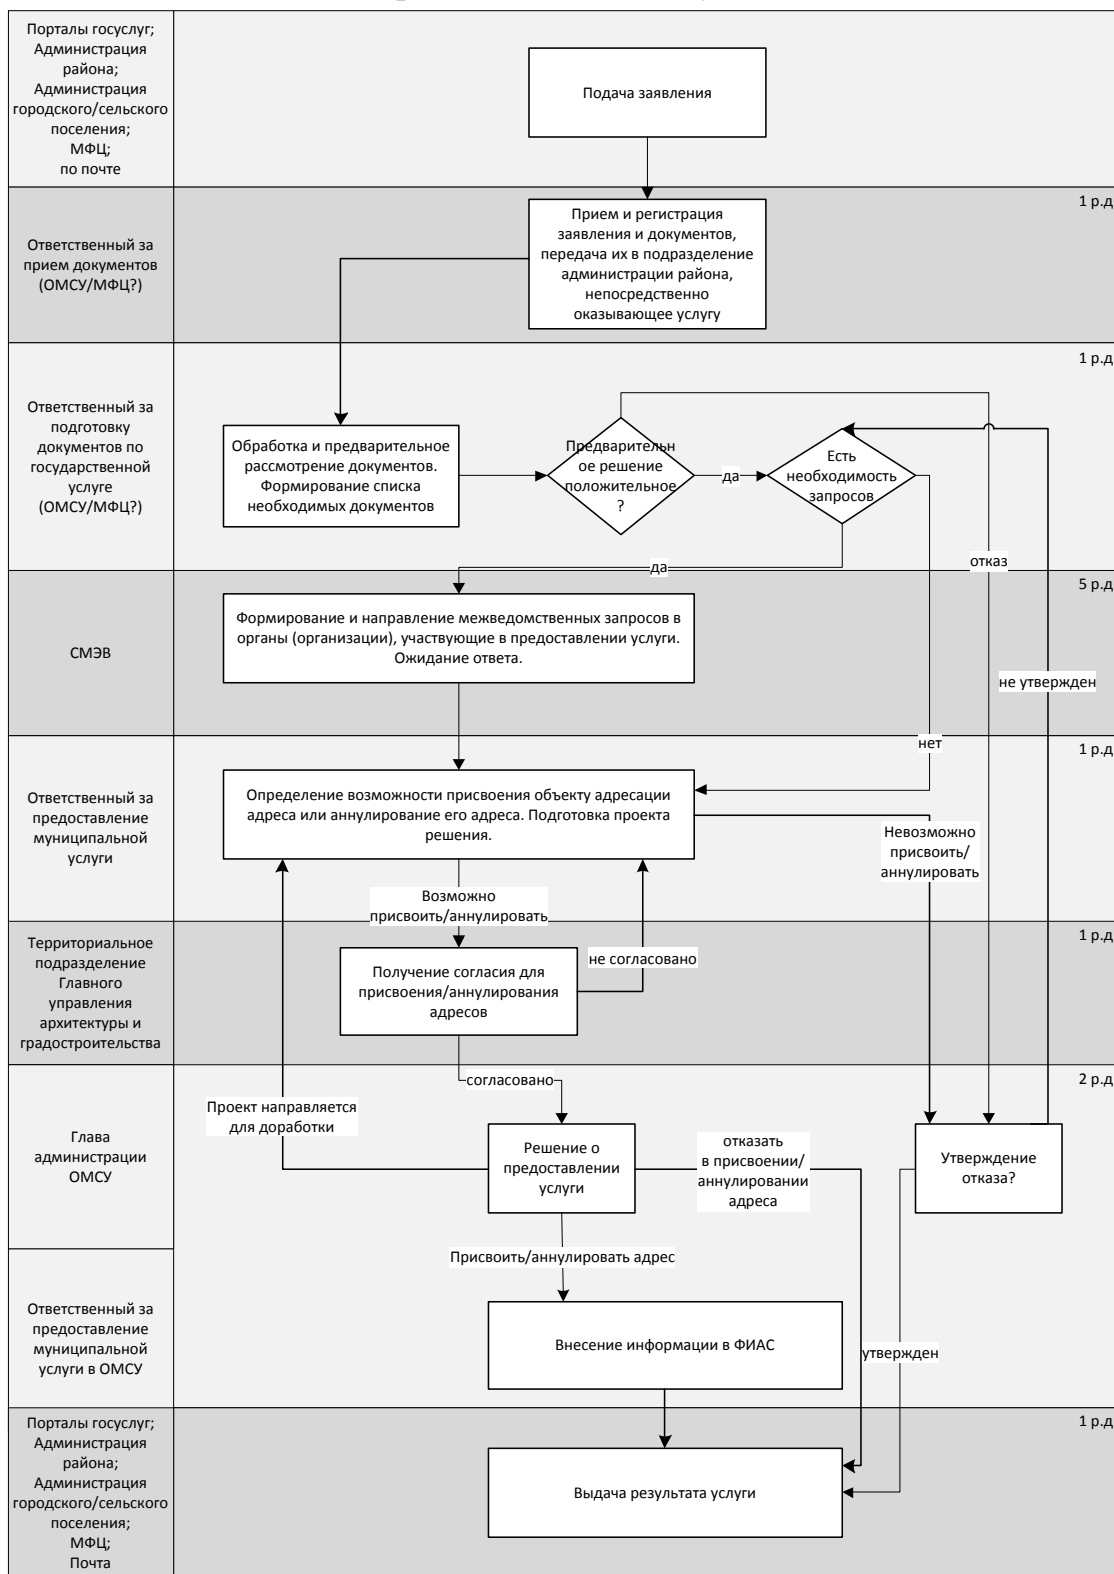 Порталы госуслуг;
Администрация
района;
Администрация
городского/сельского
поселения;
МФЦ;
по почте
Подача заявления
1 р.д
Ответственный за
прием документов
(ОМСУ/МФЦ?)
Прием и регистрация
заявления и документов,
передача их в подразделение
администрации района,
непосредственно
оказывающее услугу
1 р.д
Ответственный за
подготовку
документов по
государственной
услуге
(ОМСУ/МФЦ?)
Обработка и предварительное
рассмотрение документов.
Формирование списка
необходимых документов
Предварительн
ое решение
положительное
?
да
Есть
необходимость
запросов
да
отказ
5 р.д
СМЭВ
Формирование и направление межведомственных запросов в
органы (организации), участвующие в предоставлении услуги.
Ожидание ответа.
не утвержден
нет
1 р.д
Ответственный за
предоставление
муниципальной
услуги
Определение возможности присвоения объекту адресации
адреса или аннулирование его адреса. Подготовка проекта
решения.
Невозможно
присвоить/
аннулировать
Возможно
присвоить/аннулировать
1 р.д
Территориальное
подразделение
Главного
управления
архитектуры и
градостроительства
Получение согласия для
присвоения/аннулирования
адресов
не согласовано
согласовано
2 р.д
Глава
администрации
ОМСУ
Проект направляется
для доработки
Решение о
предоставлении
услуги
отказать
в присвоении/
аннулировании
адреса
Утверждение
отказа?
Присвоить/аннулировать адрес
Ответственный за
предоставление
муниципальной
услуги в ОМСУ
Внесение информации в ФИАС
утвержден
1 р.д
Порталы госуслуг;
Администрация
района;
Администрация
городского/сельского
поселения;
МФЦ;
Почта
Выдача результата услуги